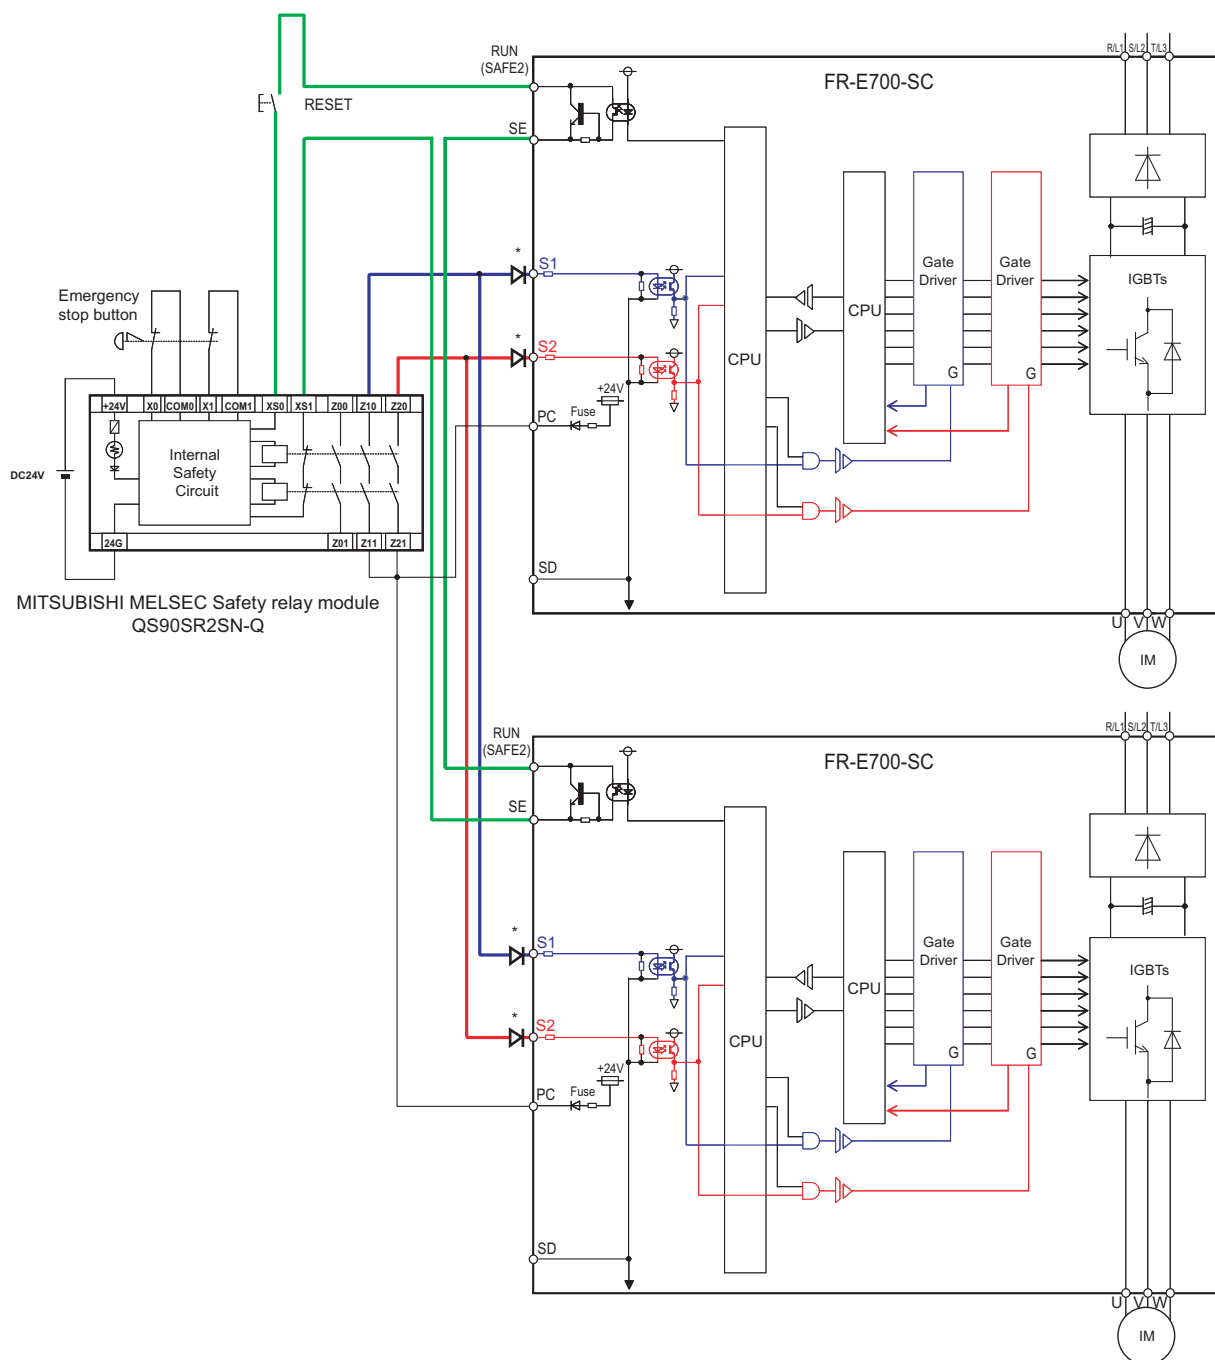 R/L1 S/L2 T/L3
RUN
(SAFE2)
FR-E700-SC
RESET
SE
*
S1
Gate
Driver
Gate
Driver
IGBTs
Emergency
stop button
CPU
*
S2
CPU
G
G
+24V
PC
Fuse
+24V X0 COM0 X1 COM1 XS0 XS1 Z00 Z10 Z20
Internal
Safety
Circuit
DC24V
24G Z01 Z11 Z21
SD
MITSUBISHI MELSEC Safety relay module
QS90SR2SN-Q
U V W
IM
R/L1 S/L2 T/L3
RUN
(SAFE2)
FR-E700-SC
SE
*
S1
Gate
Driver
Gate
Driver
IGBTs
CPU
*
S2
CPU
G
G
+24V
PC
Fuse
SD
U V W
IM